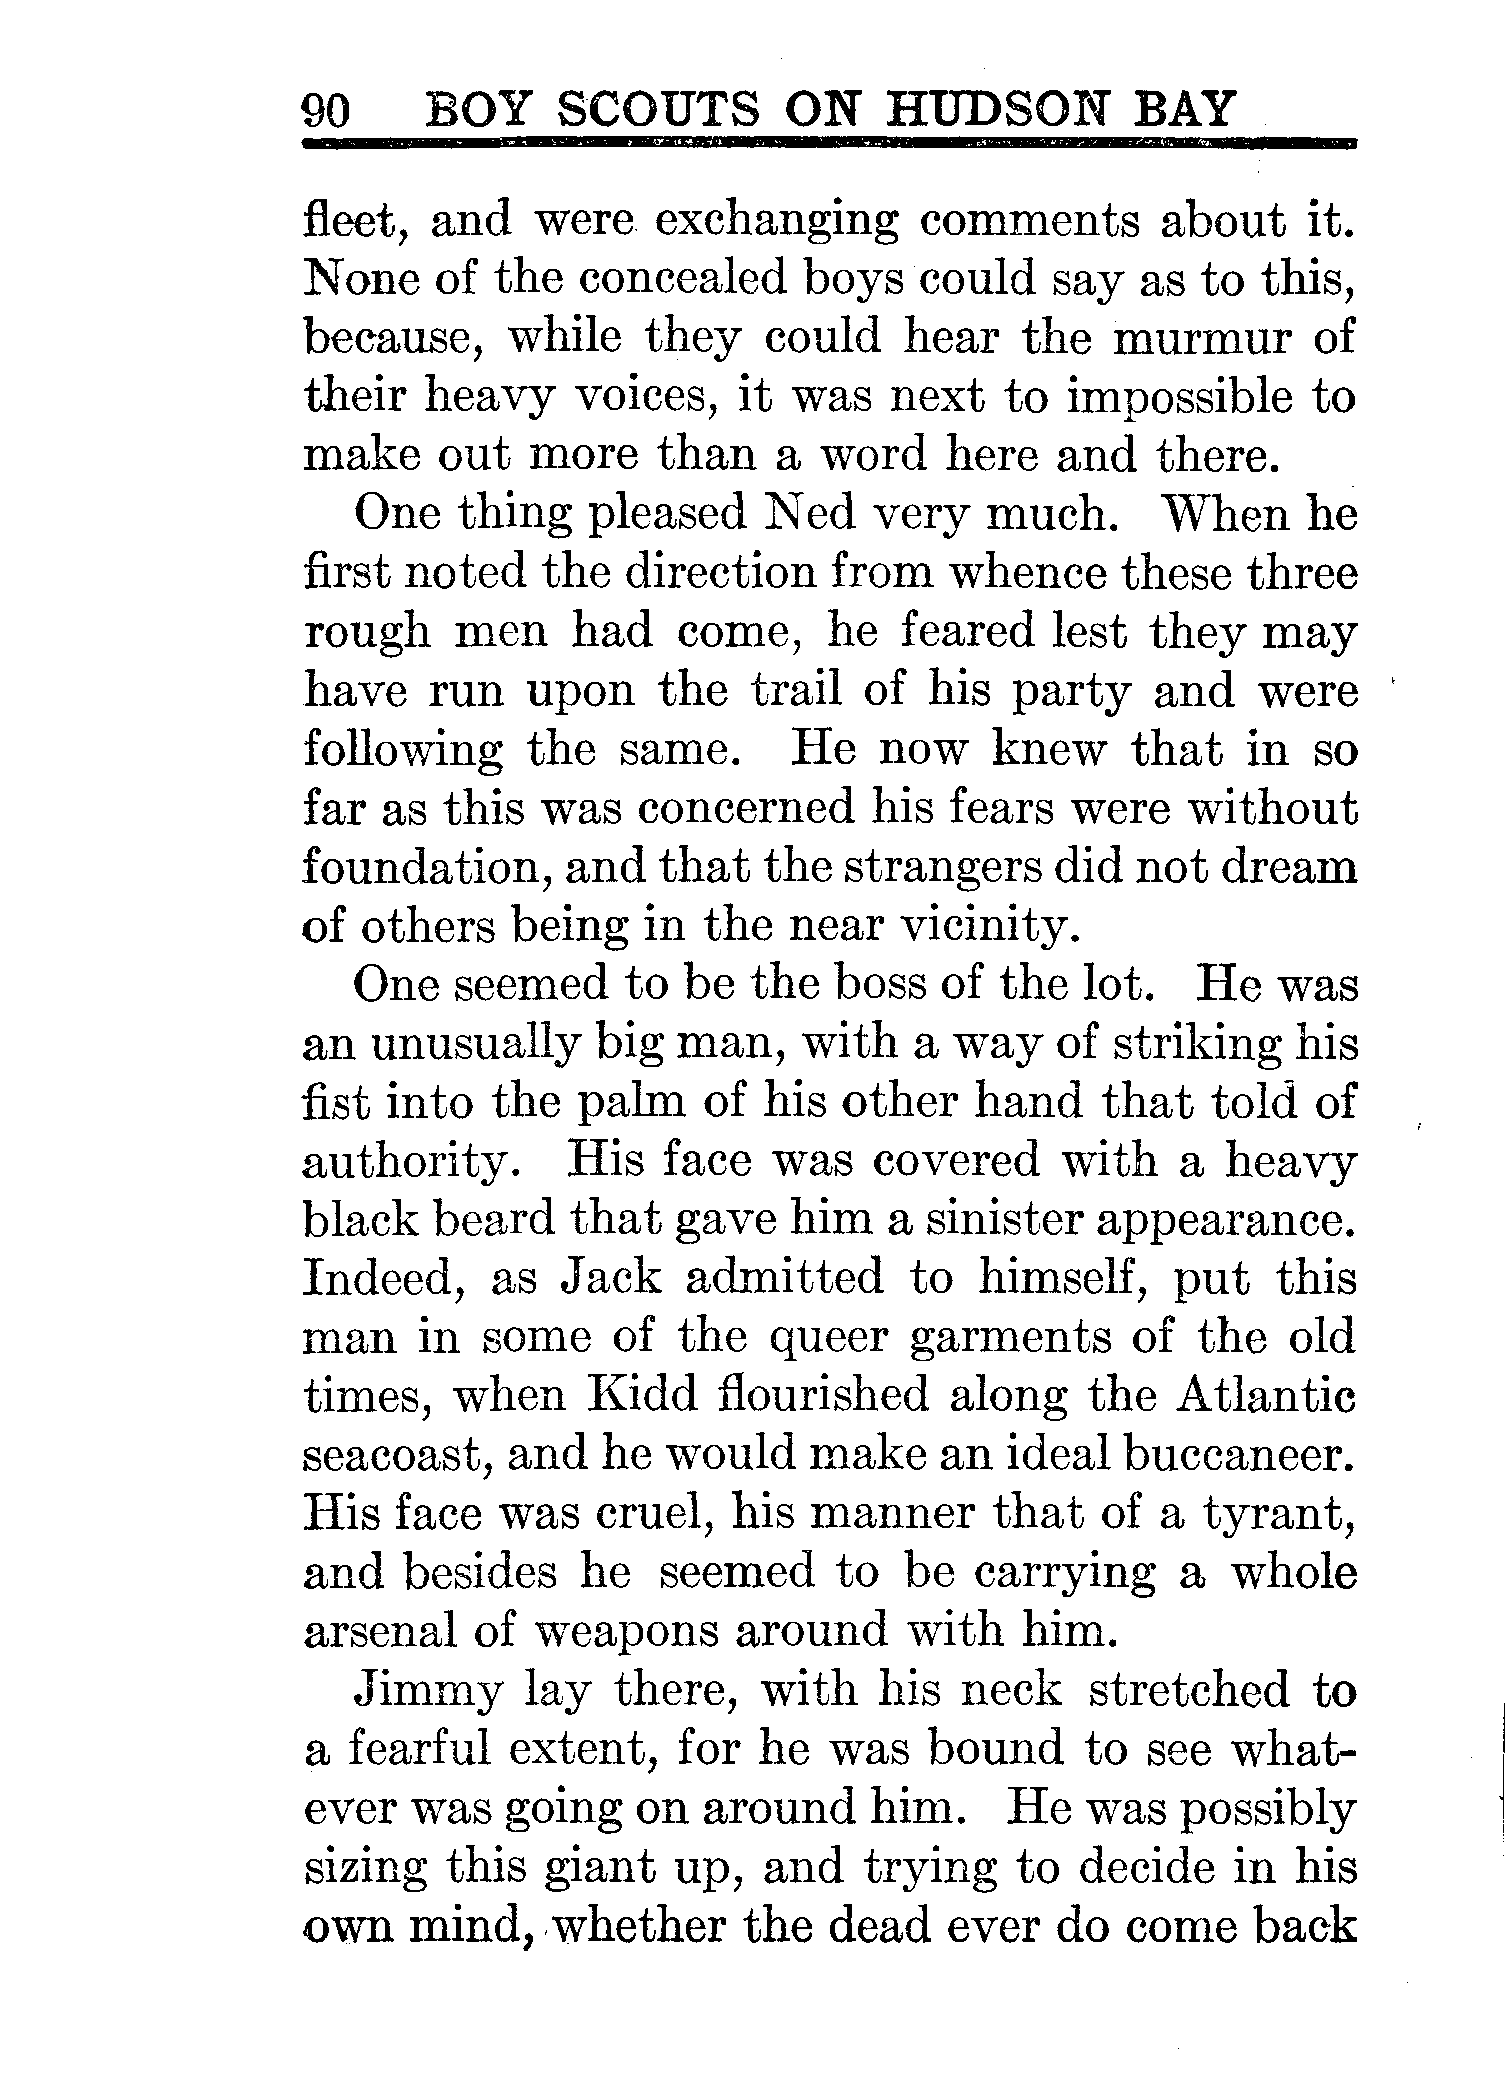 90 BOY SCOUTS ON HUDSON BAY
fleet, and were exchanging comments about it.
None of the concealed boys could say as to this,
because, while they could hear the murmur of
their heavy voices, it was next to impossible to
make out more than a word here and there.
One thing pleased Ned very much. When he
first noted the direction from whence these three
rough men had come, he feared lest they may
have run upon the trail of his party and were
following the same. He now knew that in so
far as this was concerned his fears were without
foundation, and that the strangers did not dream
of others being in the near vicinity.
One seemed to be the boss of the lot. He was
an unusually big man, with a way of striking his
fist into the palm of his other hand that told of
authority. His face was covered with a heavy
black beard that gave him a sinister appearance.
Indeed, as Jack admitted to himself, put this
man in some of the queer garments of the old
times, when Kidd flourished along the Atlantic
seacoast, and he would make an ideal buccaneer.
His face was cruel, his manner that of a tyrant,
and besides he seemed to be carrying a whole
arsenal of weapons around with him.
Jimmy lay there, with his neck stretched to
a fearful extent, for he was bound to see what-
ever was going on around him. He was possibly
sizing this giant up, and trying to decide in his
own mind, whether the dead ever do come back